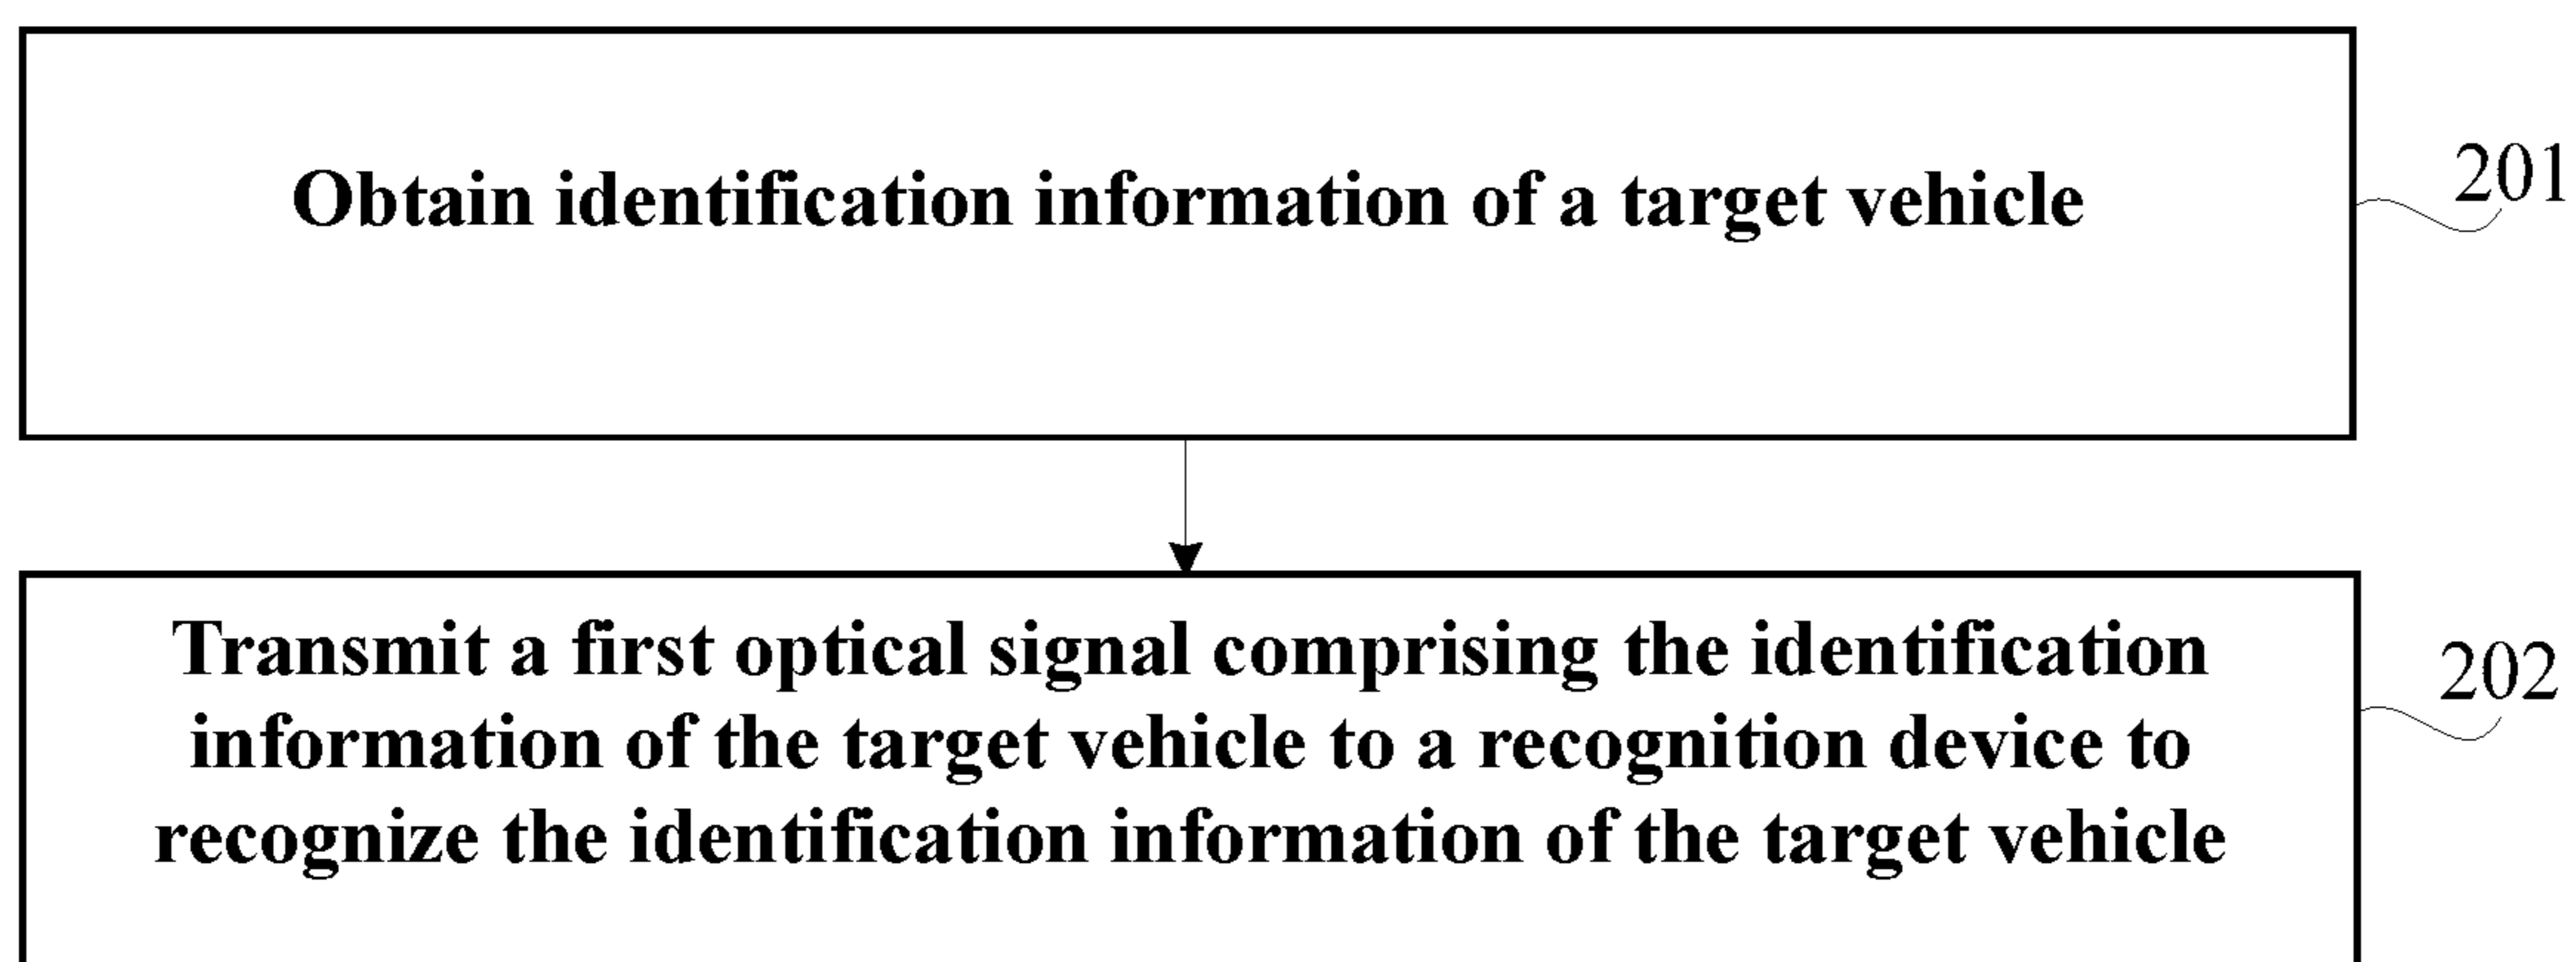 Obtain identification information of a target vehicle
201
Transmit a first optical signal comprising the identification
information of the target vehicle to a recognition device to
recognize the identification information of the target vehicle
202